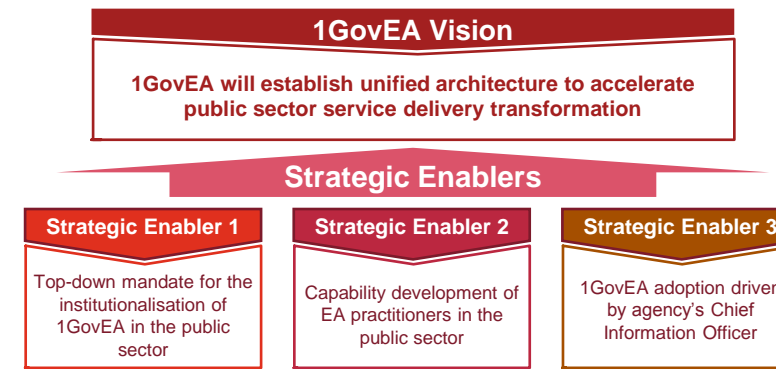 1GovEA Vision
1GovEA will establish unified architecture to accelerate
public sector service delivery transformation
Strategic Enablers
Strategic Enabler 1
Top-down mandate for the
institutionalisation of
1GovEA in the public
sector
Strategic Enabler 2
Capability development of
EA practitioners in the
public sector
Strategic Enabler 3
1GovEA adoption driven
by agency's Chief
Information Officer